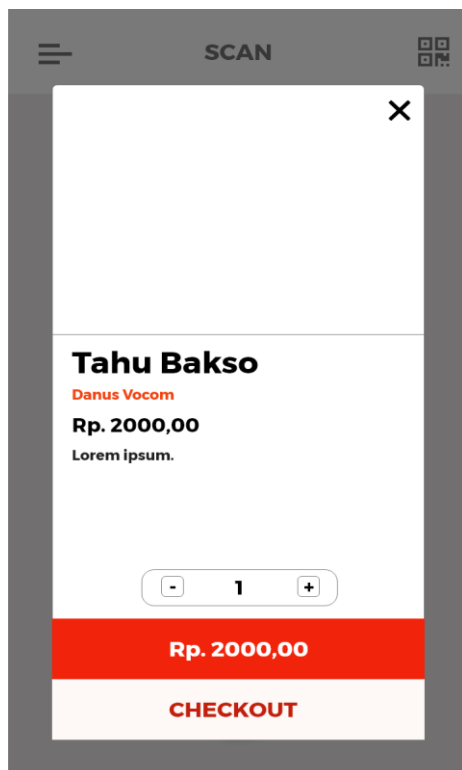 SCAN
Tahu Bakso
Danus Vocom
Rp. 2000,00
Lorem ipsum.
- 1 +
Rp. 2000,00
CHECKOUT